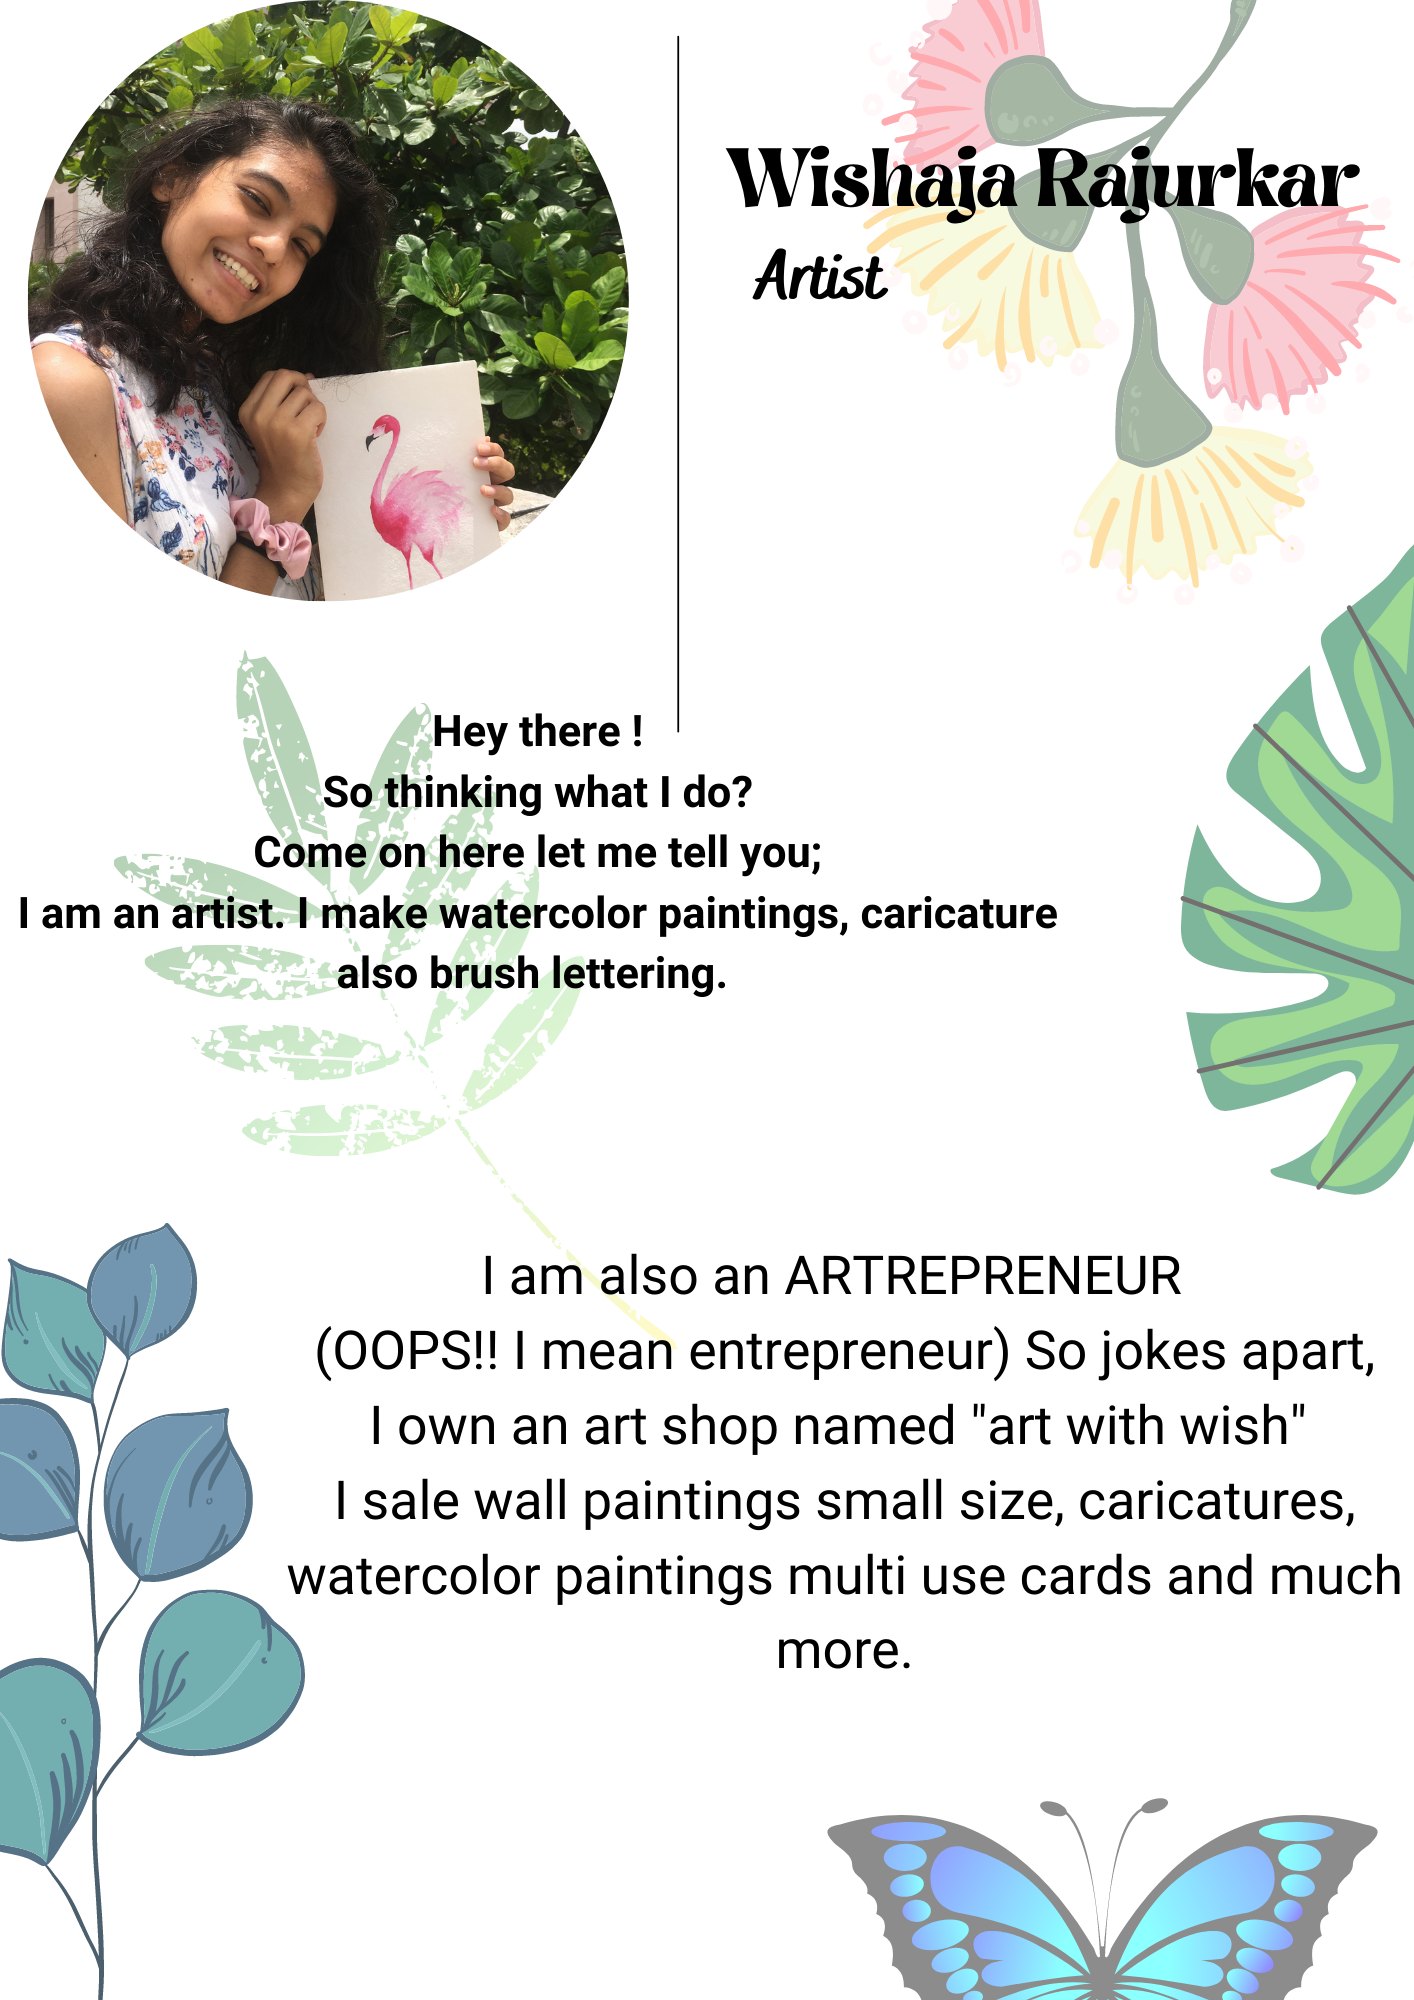 Wishaja Rajurkar
Artist
Hey there !
So thinking what I do?
Come on here let me tell you;
I am an artist. I make watercolor paintings, caricature
also brush lettering.
I am also an ARTREPRENEUR
(OOPS!! I mean entrepreneur) So jokes apart,
I own an art shop named "art with wish"
I sale wall paintings small size, caricatures,
watercolor paintings multi use cards and much
more.